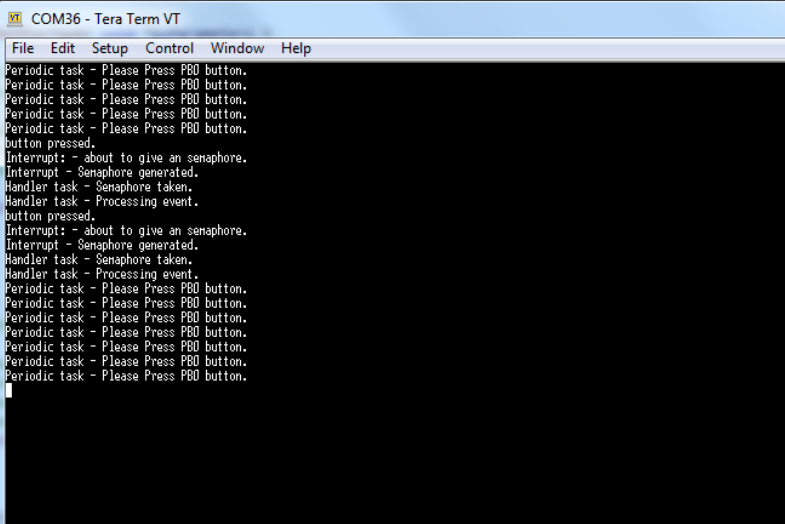 COM36 - Tera Term VT
File Edit Setup Control Window Help
Periodic task - Please Press PB0 button.
Periodic task - Please Press PB0 button.
Periodic task - Please Press PB0 button.
Periodic task - Please Press PB0 button.
Periodic task - Please Press PB0 button.
button pressed.
Interrupt: - about to give an semaphore.
Interrupt - Semaphore generated.
Handler task - Semaphore taken.
Handler task - Processing event.
button pressed.
Interrupt: - about to give an semaphore.
Interrupt - Semaphore generated.
Handler task - Semaphore taken.
Handler task - Processing event.
Periodic task - Please Press PB0 button.
Periodic task - Please Press PB0 button.
Periodic task - Please Press PB0 button.
Periodic task - Please Press PB0 button.
Periodic task - Please Press PB0 button.
Periodic task - Please Press PB0 button.
Periodic task - Please Press PB0 button.